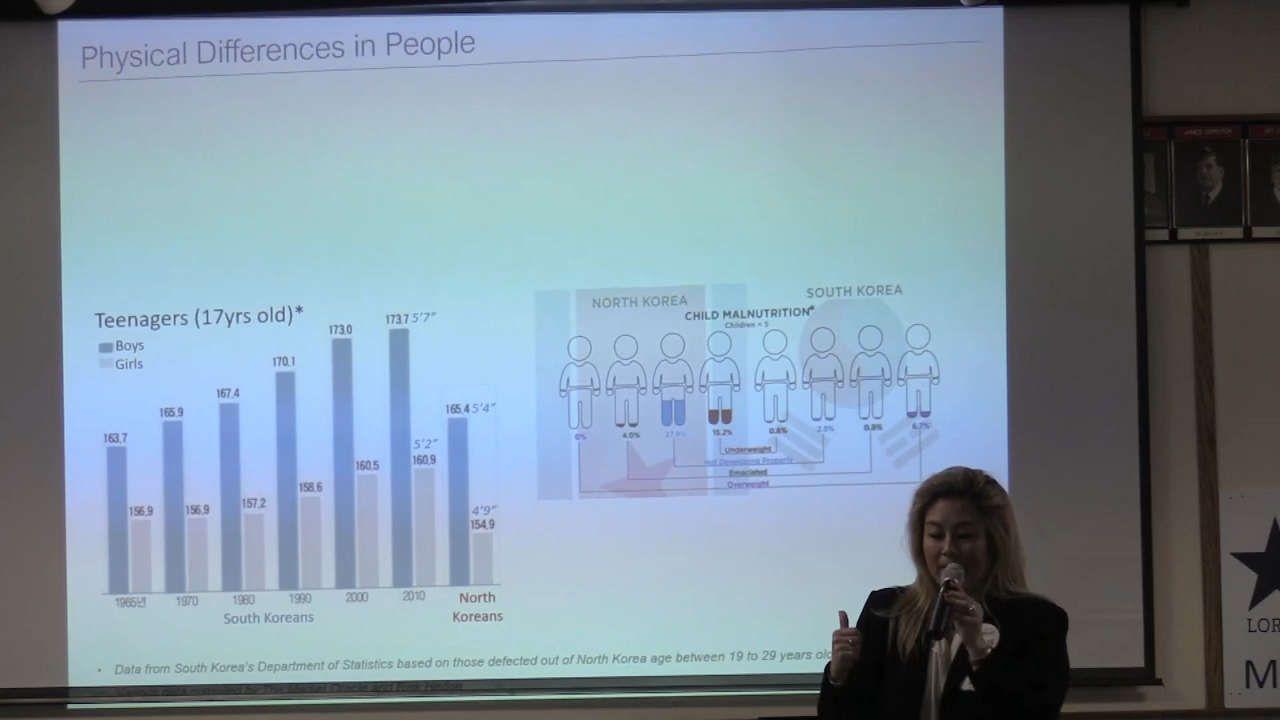 Physical Differences in People
Teenagers (17yrs old)*
Boys
Girls
163,7
156,9
165,9
156,9
167,4
157,2
170,1
158,6
173,0
160,5
173,7 5'7"
5'2"
160,9
165,4 5'4"
4'9"
154,9
1965년
1970
1980
1990
2000
2010
North
Koreans
South Koreans
NORTH KOREA
SOUTH KOREA
CHILD MALNUTRITION*
Children < 5
0%
4.0%
27.9%
15.2%
0.6%
2.5%
0.9%
6.7%
Underweight
Not Developing Properly
Emaciated
Overweight
• Data from South Korea's Department of Statistics based on those defected out of North Korea age between 19 to 29 years
LOR
M